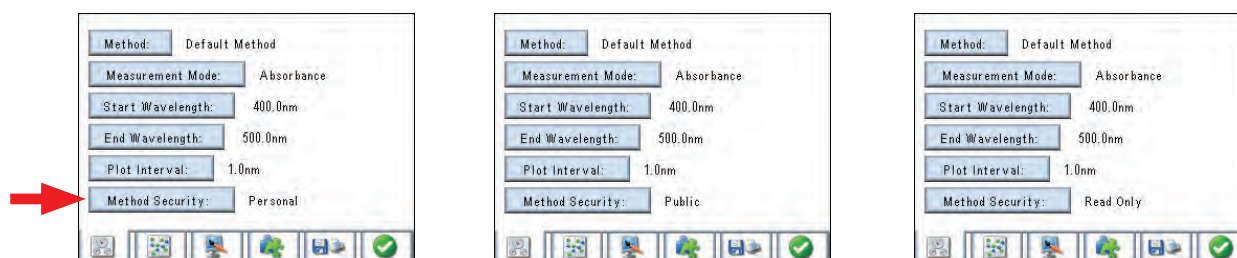 Method: Default Method
Measurement Mode: Absorbance
Start Wavelength: 400.0nm
End Wavelength: 500.0nm
Plot Interval: 1.0nm
Method Security: Personal
Method: Default Method
Measurement Mode: Absorbance
Start Wavelength: 400.0nm
End Wavelength: 500.0nm
Plot Interval: 1.0nm
Method Security: Public
Method: Default Method
Measurement Mode: Absorbance
Start Wavelength: 400.0nm
End Wavelength: 500.0nm
Plot Interval: 1.0nm
Method Security: Read Only